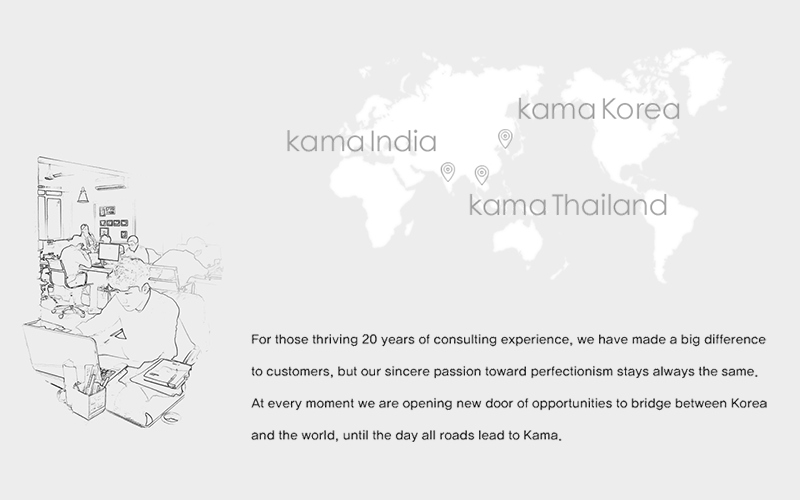 kama Korea
kama India
kama Thailand
For those thriving 20 years of consulting experience, we have made a big difference
to customers, but our sincere passion toward perfectionism stays always the same.
At every moment we are opening new door of opportunities to bridge between Korea
and the world, until the day all roads lead to Kama.